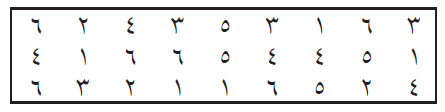 ٦ ٢ ٤ ٣ ٥ ٣ ١ ٦ ٣
٤ ١ ٦ ٦ ٥ ٤ ٤ ٥ ١
٦ ٣ ٢ ١ ١ ٦ ٥ ٢ ٤